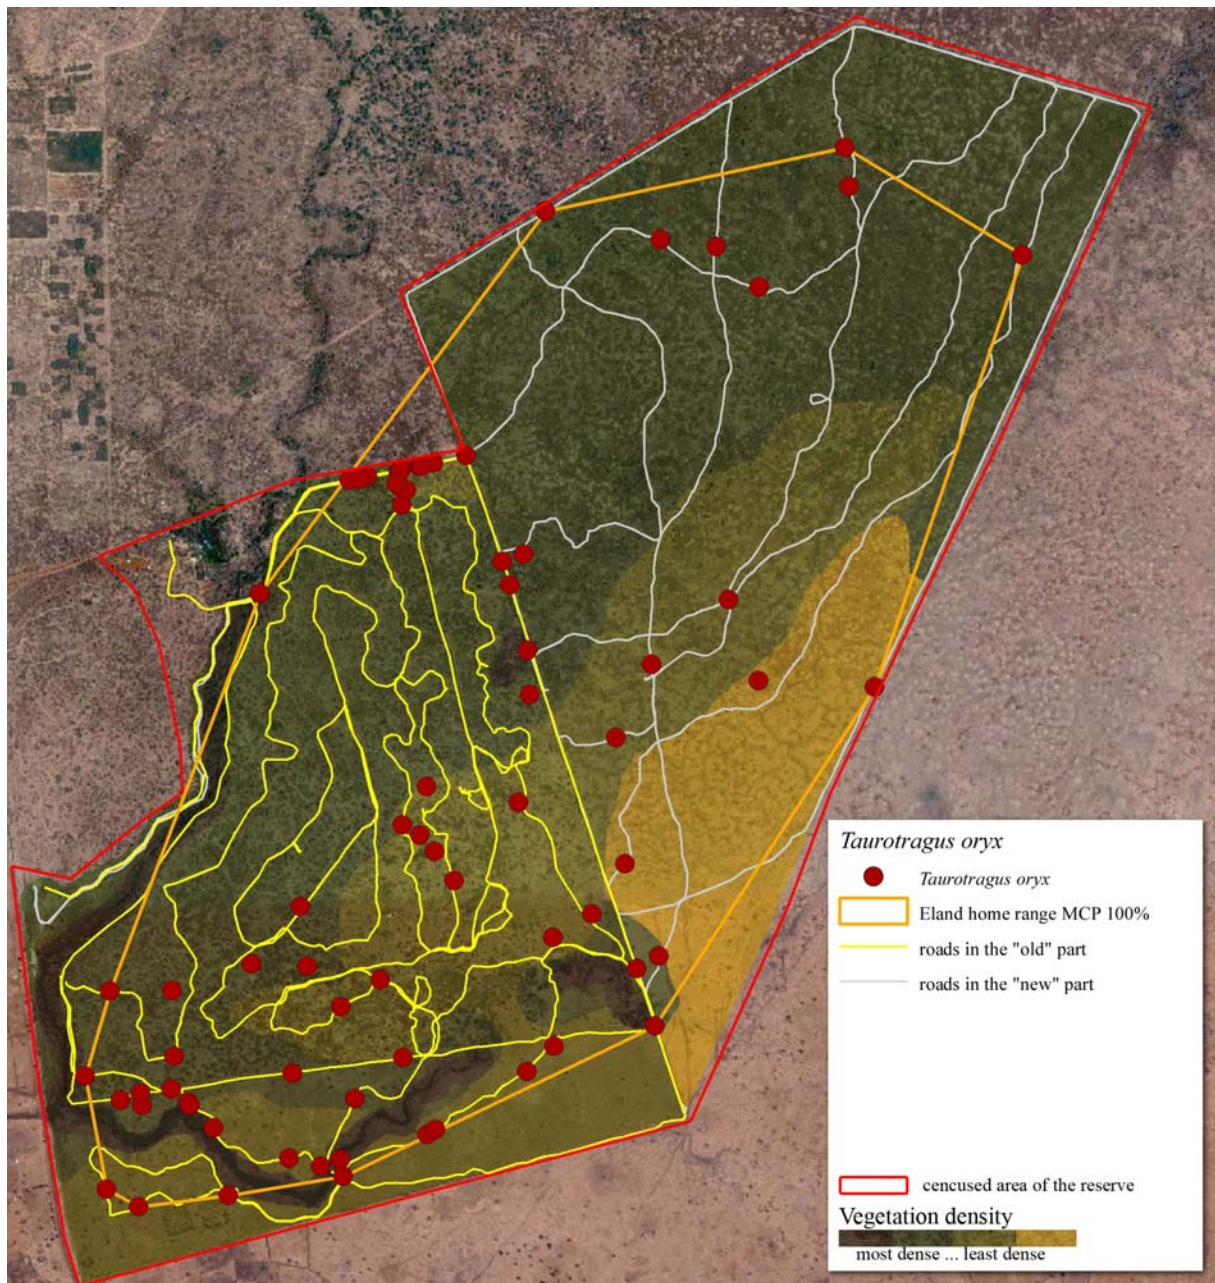 Taurotragus oryx
Taurotragus oryx
Eland home range MCP 100%
roads in the "old" part
roads in the "new" part
cencused area of the reserve
Vegetation density
most dense ... least dense